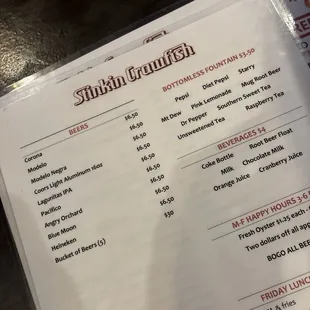 Stinkin Crawfish
BEERS
Corona $6.50
Modelo $6.50
Modelo Negra $6.50
Coors Light Aluminum 16oz $6.50
Lagunitas IPA $6.50
Pacifico $6.50
Angry Orchard $6.50
Blue Moon $6.50
Heineken $6.50
Bucket of Beers (5) $30
BOTTOMLESS FOUNTAIN $3.50
Pepsi Diet Pepsi Starry
Mt Dew Pink Lemonade Mug Root Beer
Dr Pepper Southern Sweet Tea
Unsweetened Tea Raspberry Tea
BEVERAGES $4
Coke Bottle Root Beer Float
Milk Chocolate Milk
Orange Juice Cranberry Juice
M-F HAPPY HOURS 3-6
Fresh Oyster $1.25 each -
Two dollars off all app
BOGO ALL BEE
FRIDAY LUNC
& fries